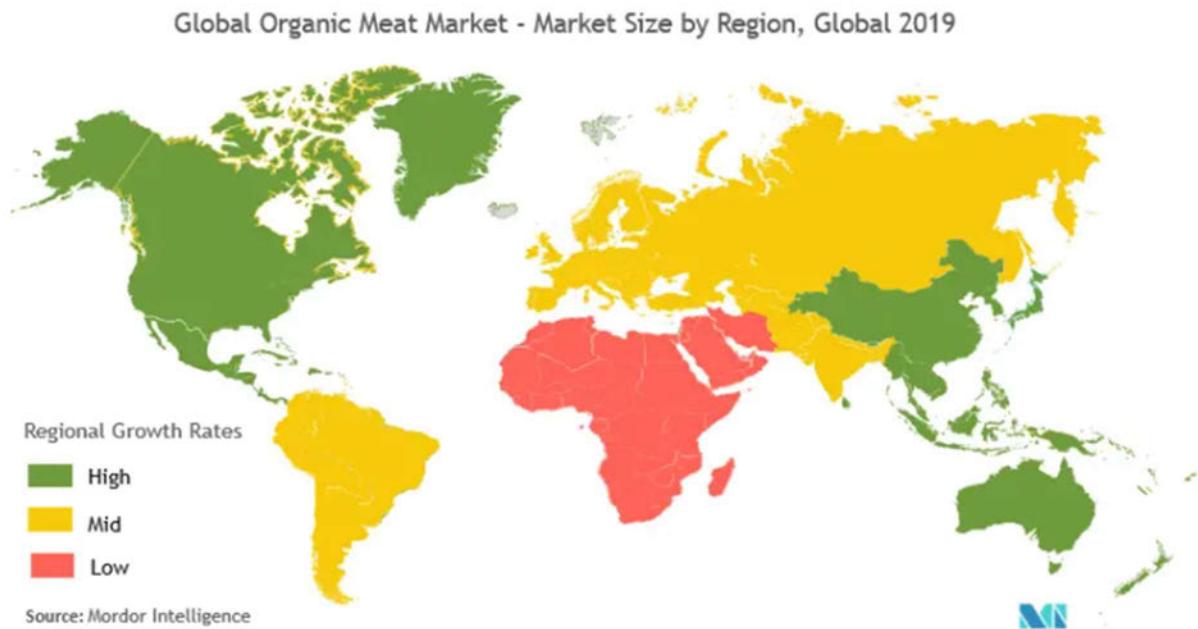 Global Organic Meat Market - Market Size by Region, Global 2019
Regional Growth Rates
High
Mid
Low
Source: Mordor Intelligence